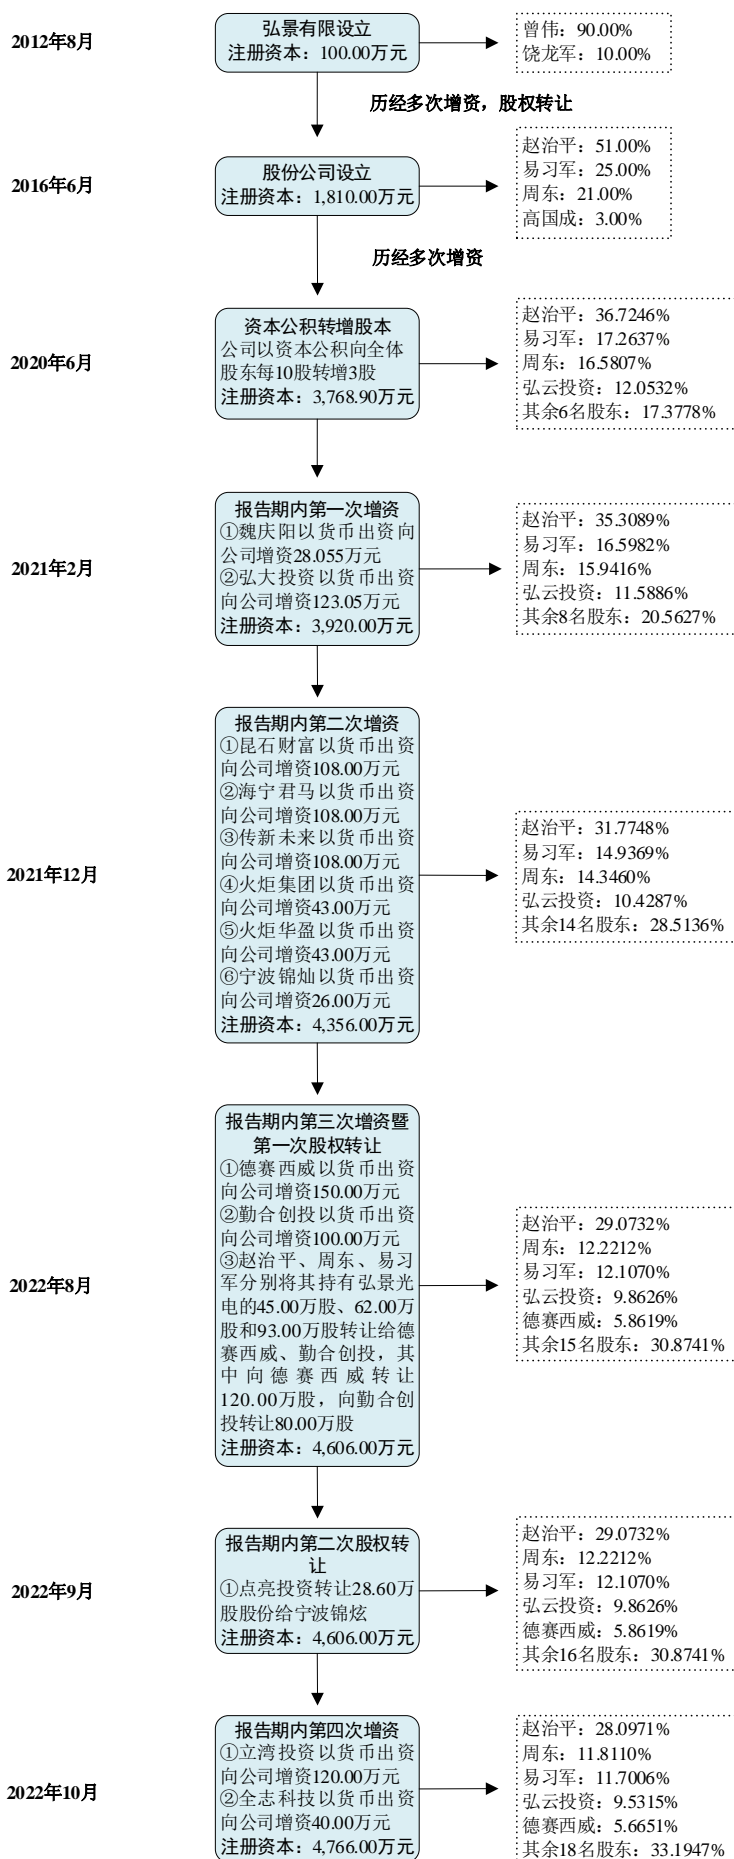 2012年8月
弘景有限设立
注册资本：100.00万元
曾伟：90.00%
饶龙军：10.00%
历经多次增资，股权转让
2016年6月
股份公司设立
注册资本：1,810.00万元
赵治平：51.00%
易习军：25.00%
周东：21.00%
高国成：3.00%
历经多次增资
2020年6月
资本公积转增股本
公司以资本公积向全体
股东每10股转增3股
注册资本：3,768.90万元
赵治平：36.7246%
易习军：17.2637%
周东：16.5807%
弘云投资：12.0532%
其余6名股东：17.3778%
2021年2月
报告期内第一次增资
①魏庆阳以货币出资向
公司增资28.055万元
②弘大投资以货币出资
向公司增资123.05万元
注册资本：3,920.00万元
赵治平：35.3089%
易习军：16.5982%
周东：15.9416%
弘云投资：11.5886%
其余8名股东：20.5627%
2021年12月
报告期内第二次增资
①昆石财富以货币出资
向公司增资108.00万元
②海宁君马以货币出资
向公司增资108.00万元
③传新未来以货币出资
向公司增资108.00万元
④火炬集团以货币出资
向公司增资43.00万元
⑤火炬华盈以货币出资
向公司增资43.00万元
⑥宁波锦灿以货币出资
向公司增资26.00万元
注册资本：4,356.00万元
赵治平：31.7748%
易习军：14.9369%
周东：14.3460%
弘云投资：10.4287%
其余14名股东：28.5136%
2022年8月
报告期内第三次增资暨
第一次股权转让
①德赛西威以货币出资
向公司增资150.00万元
②勤合创投以货币出资
向公司增资100.00万元
③赵治平、周东、易习
军分别将其持有弘景光
电的45.00万股、62.00万
股和93.00万股转让给德
赛西威、勤合创投，其
中向德赛西威转让
120.00万股，向勤合创
投转让80.00万股
注册资本：4,606.00万元
赵治平：29.0732%
周东：12.2212%
易习军：12.1070%
弘云投资：9.8626%
德赛西威：5.8619%
其余15名股东：30.8741%
2022年9月
报告期内第二次股权转
让
①点亮投资转让28.60万
股股份给宁波锦炫
注册资本：4,606.00万元
赵治平：29.0732%
周东：12.2212%
易习军：12.1070%
弘云投资：9.8626%
德赛西威：5.8619%
其余16名股东：30.8741%
2022年10月
报告期内第四次增资
①立湾投资以货币出资
向公司增资120.00万元
②全志科技以货币出资
向公司增资40.00万元
注册资本：4,766.00万元
赵治平：28.0971%
周东：11.8110%
易习军：11.7006%
弘云投资：9.5315%
德赛西威：5.6651%
其余18名股东：33.1947%